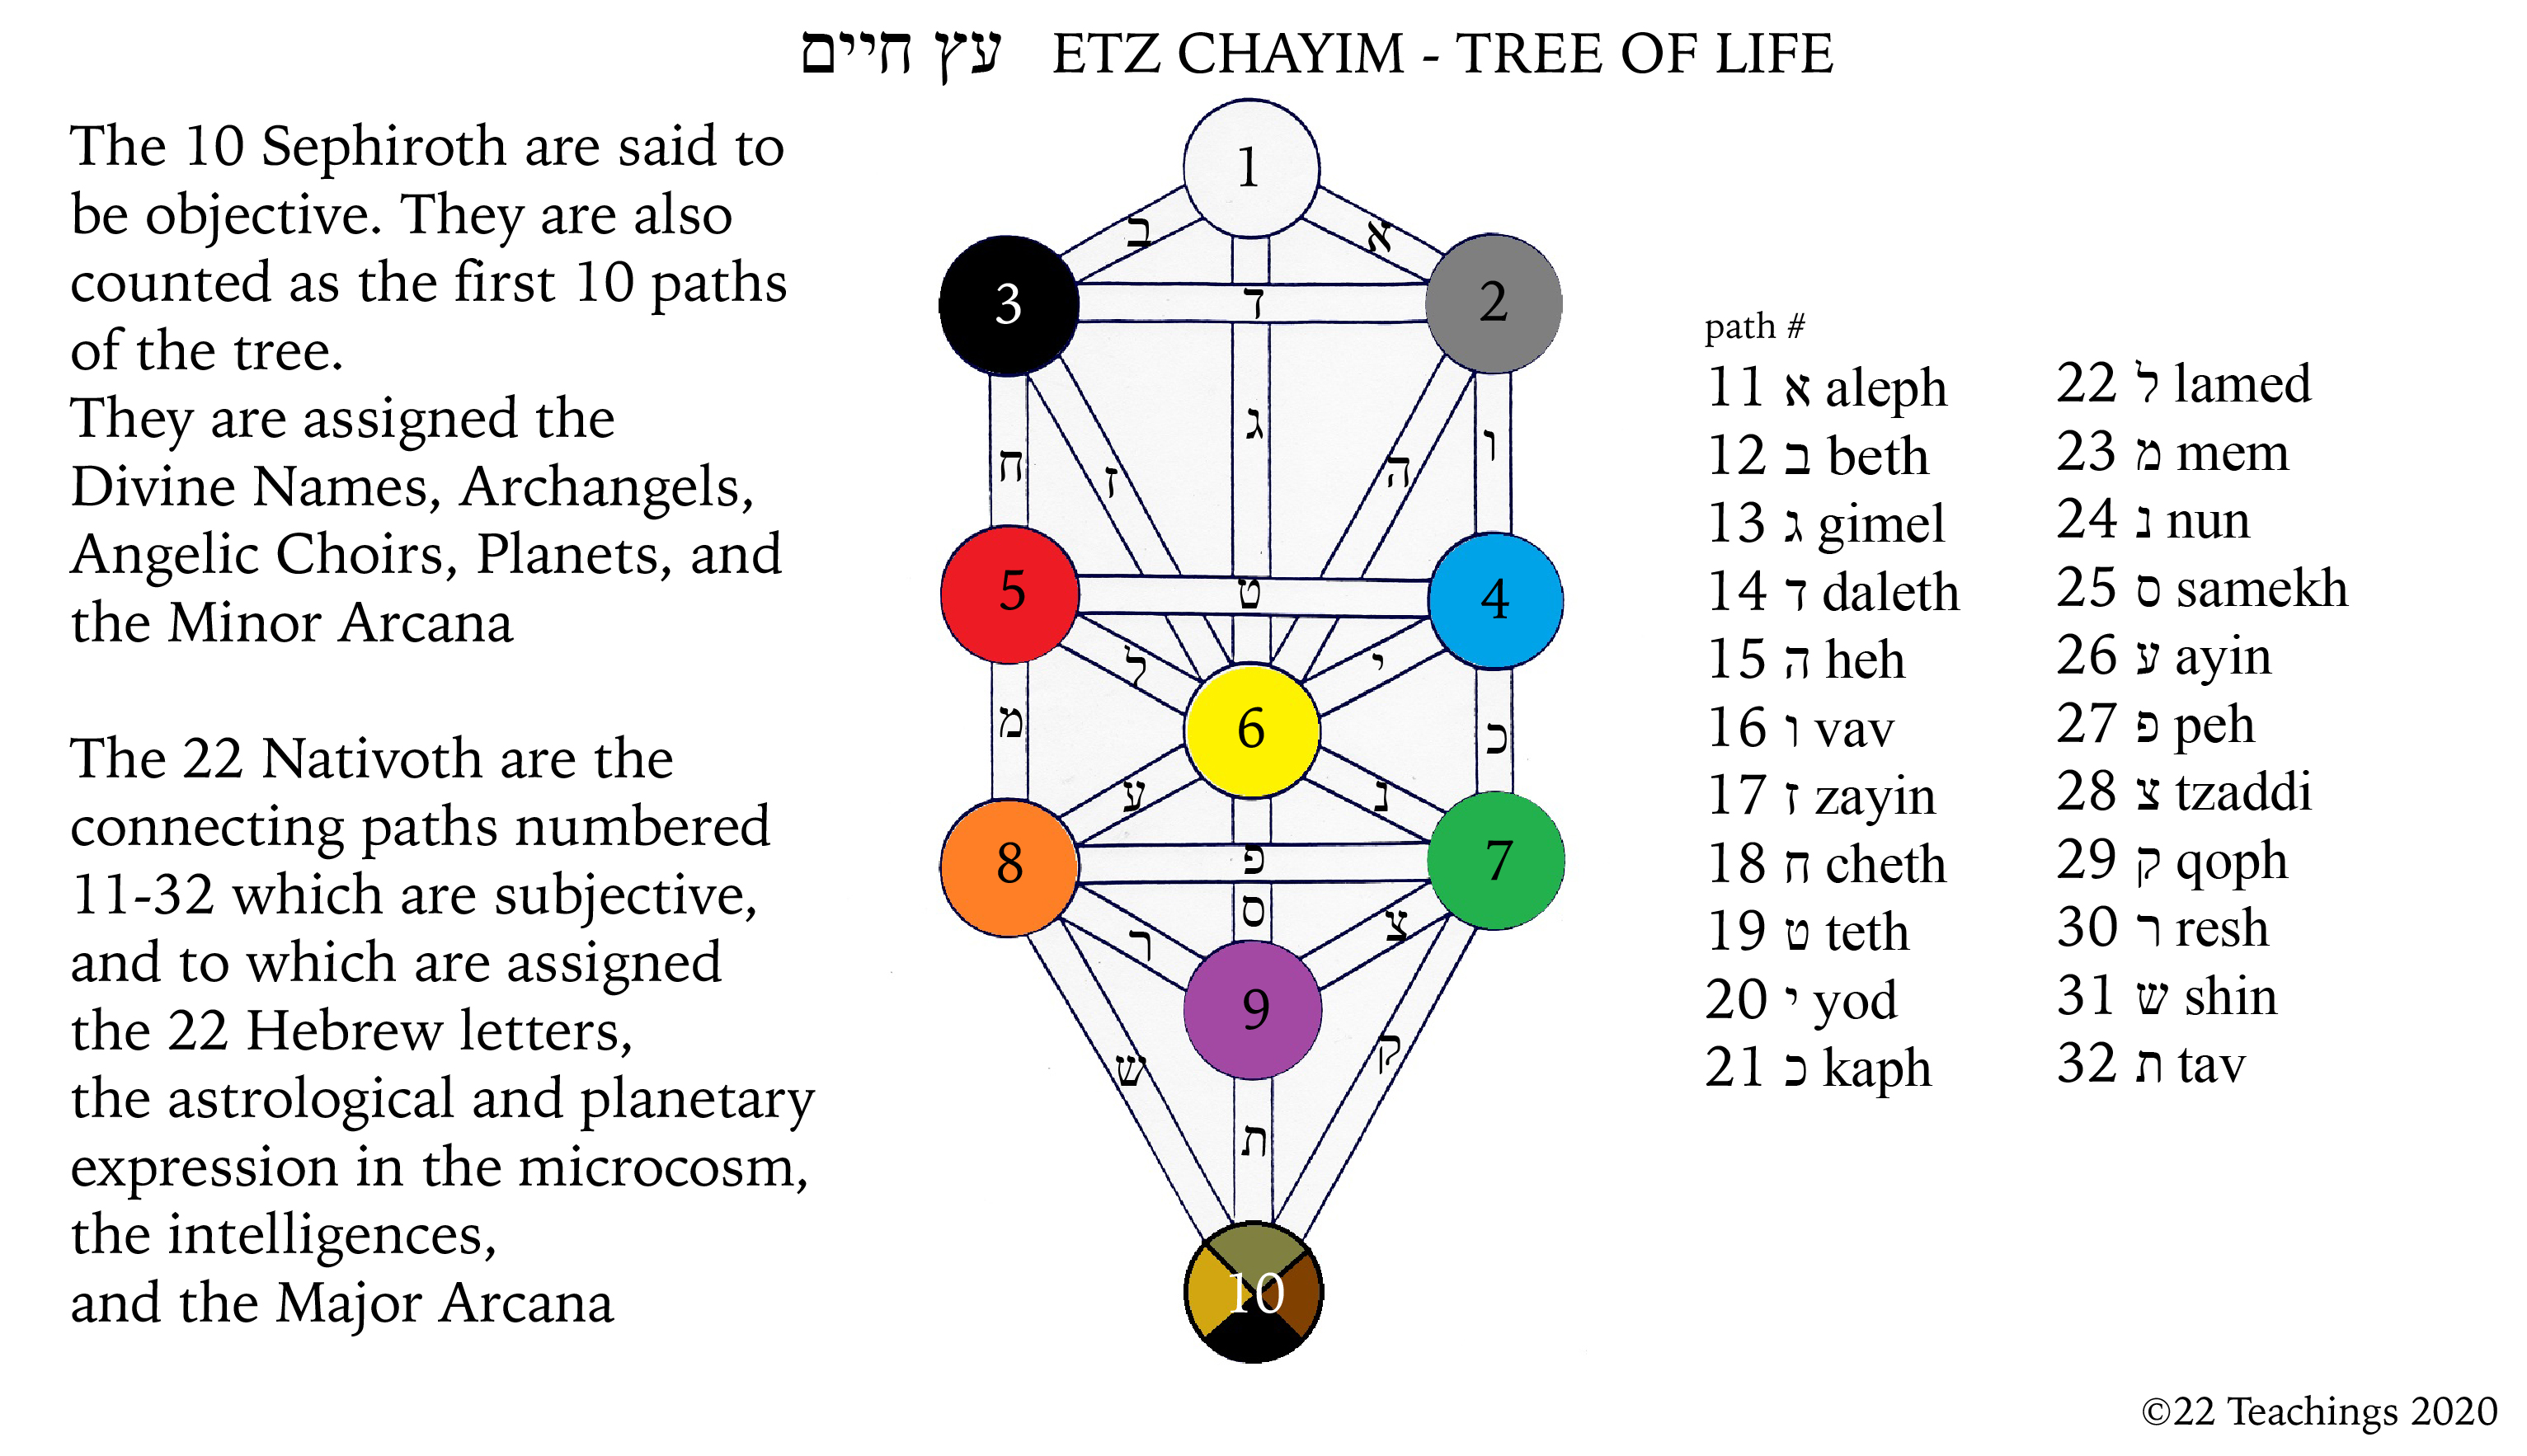 עץ חיים ETZ CHAYIM - TREE OF LIFE
The 10 Sephiroth are said to
be objective. They are also
counted as the first 10 paths
of the tree.
They are assigned the
Divine Names, Archangels,
Angelic Choirs, Planets, and
the Minor Arcana
The 22 Nativoth are the
connecting paths numbered
11-32 which are subjective,
and to which are assigned
the 22 Hebrew letters,
the astrological and planetary
expression in the microcosm,
the intelligences,
and the Major Arcana
1
ב
א
3
ד
2
ג
ח
ז
ה
ו
5
ט
4
ל
י
מ
6
כ
ע
נ
8
פ
7
ס
ר
צ
9
ש
ק
ת
10
path #
11 א aleph
12 ב beth
13 ג gimel
14 ד daleth
15 ה heh
16 ו vav
17 ז zayin
18 ח cheth
19 ט teth
20 י yod
21 כ kaph
22 ל lamed
23 מ mem
24 נ nun
25 ס samekh
26 ע ayin
27 פ peh
28 צ tzaddi
29 ק qoph
30 ר resh
31 ש shin
32 ת tav
©22 Teachings 2020